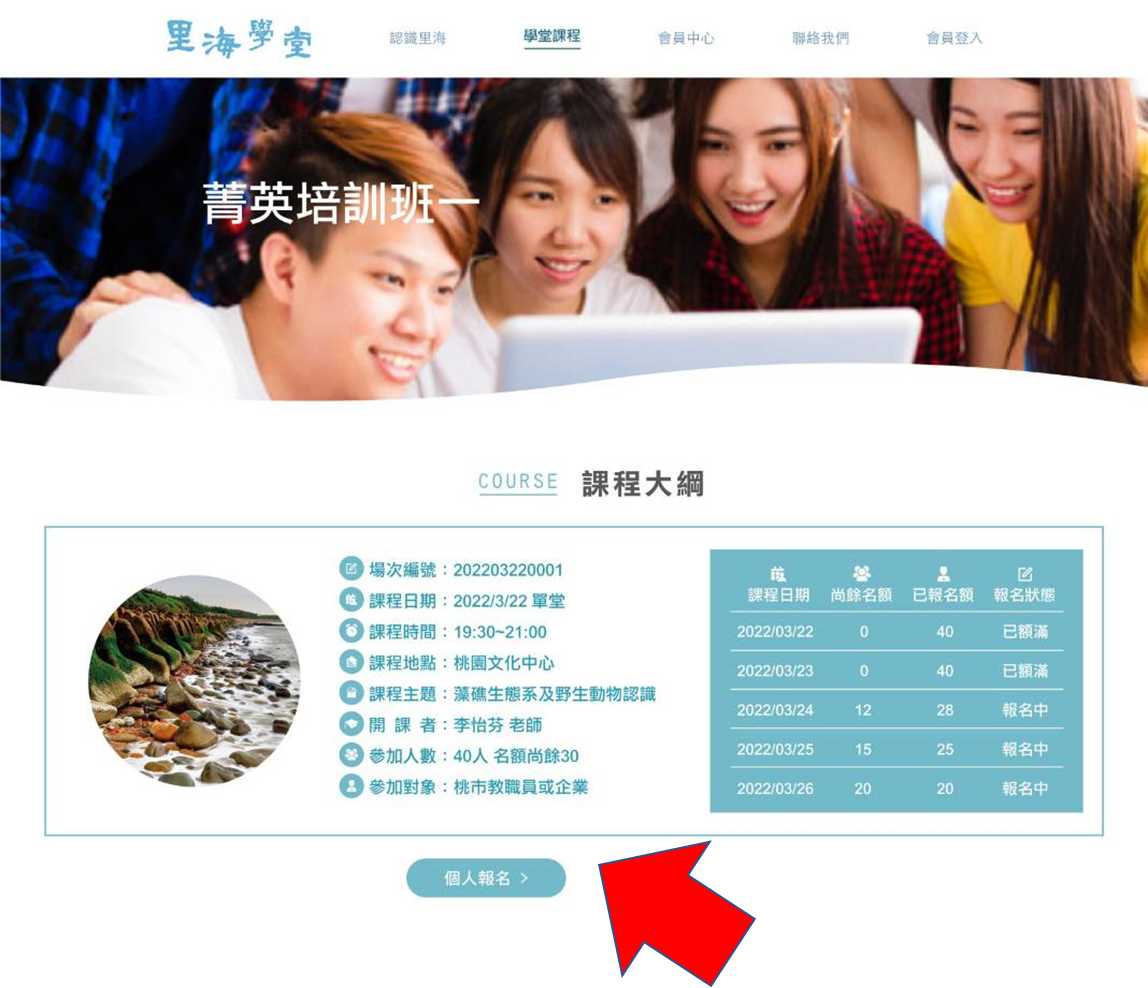 里海學堂
認識里海 學堂課程 會員中心 聯絡我們 會員登入
菁英培訓班一
COURSE 課程大綱
場次編號：202203220001
課程日期：2022/3/22 單堂
課程時間：19:30~21:00
課程地點：桃園文化中心
課程主題：藻礁生態系及野生動物認識
開 課 者：李怡芬 老師
參加人數：40人 名額尚餘30
參加對象：桃市教職員或企業
課程日期 尚餘名額 已報名額 報名狀態
2022/03/22 0 40 已額滿
2022/03/23 0 40 已額滿
2022/03/24 12 28 報名中
2022/03/25 15 25 報名中
2022/03/26 20 20 報名中
個人報名 >